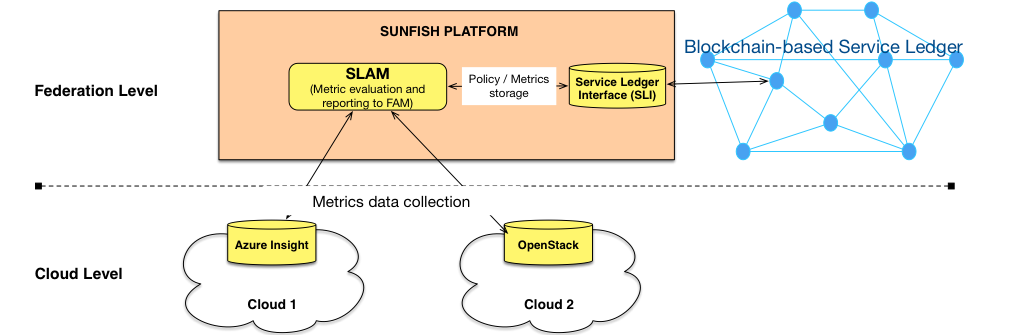 SUNFISH PLATFORM
Blockchain-based Service Ledger
Federation Level
SLAM
(Metric evaluation and
reporting to FAM)
Policy / Metrics
storage
Service Ledger
Interface (SLI)
Metrics data collection
Cloud Level
Azure Insight
Cloud 1
OpenStack
Cloud 2